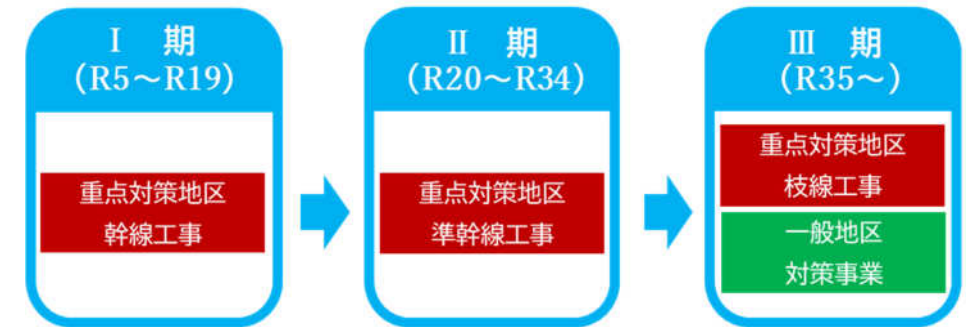 Ⅰ 期
(R5～R19)
重点対策地区
幹線工事
Ⅱ 期
(R20～R34)
重点対策地区
準幹線工事
Ⅲ 期
(R35～)
重点対策地区
枝線工事
一般地区
対策事業